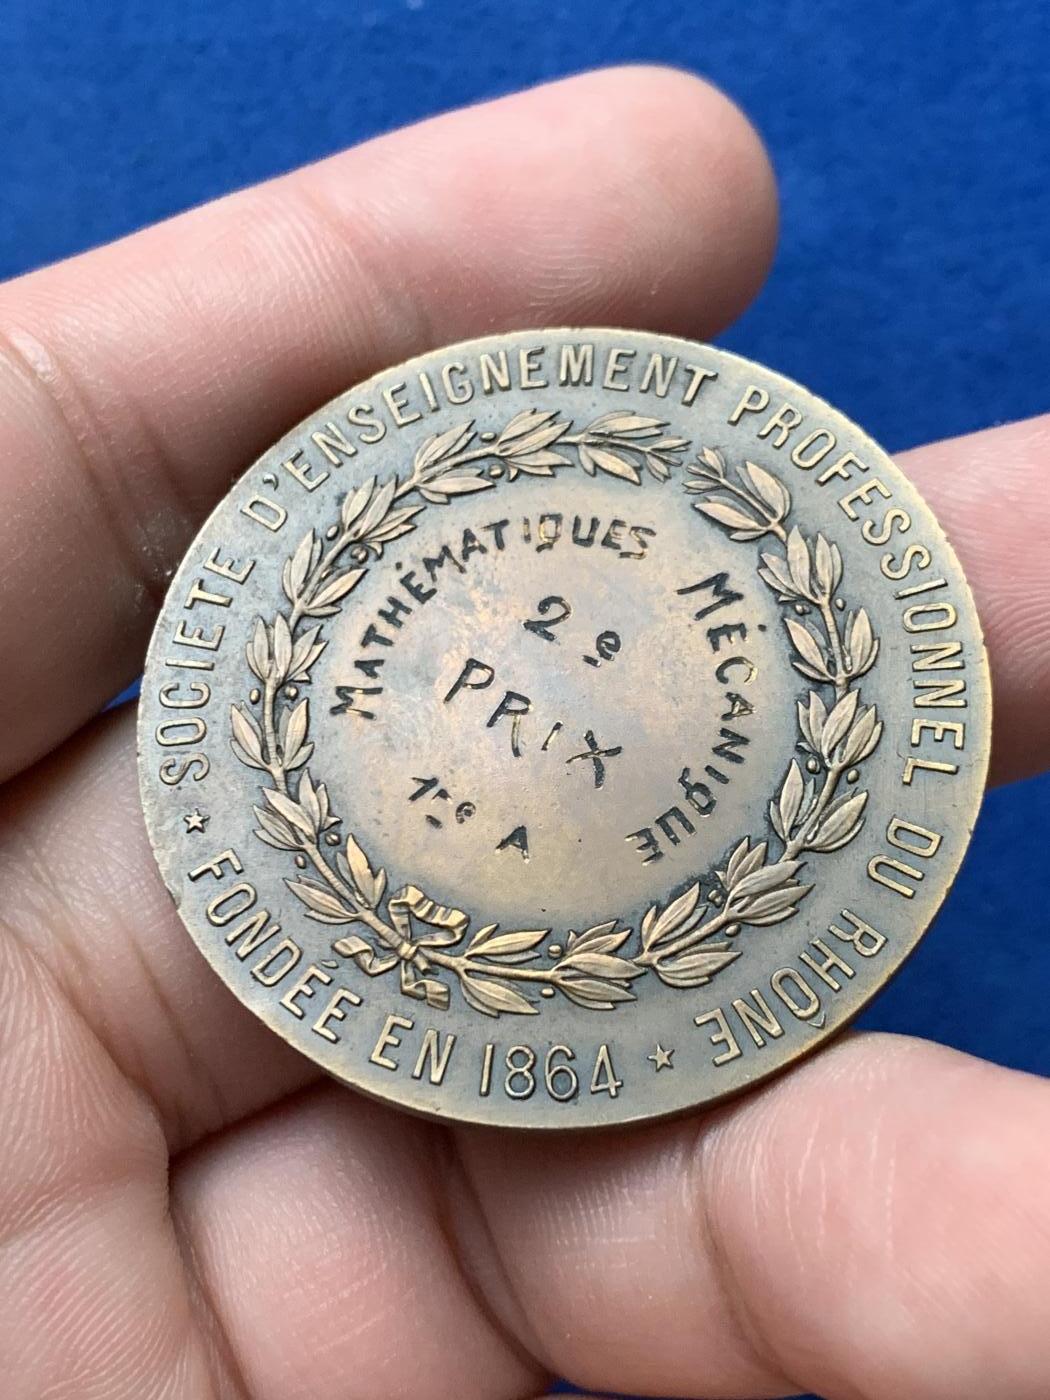 SOCIETE D'ENSEIGNEMENT PROFESSIONNEL DU RHÔNE
★ FONDÉE EN 1864 ★
MATHÉMATIQUES MÉCANIQUE
2e
PRIX
1re A